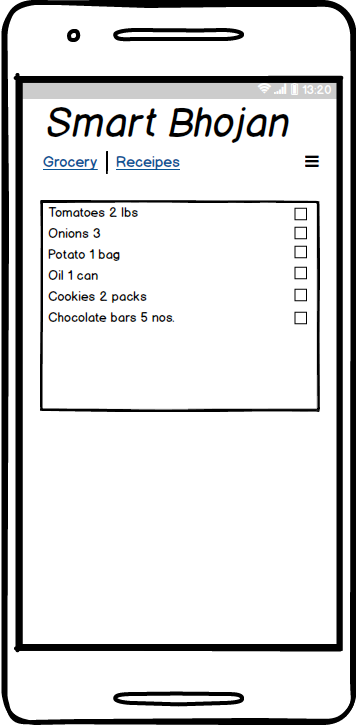 13:20
Smart Bhojan
Grocery Receipes
Tomatoes 2 lbs
Onions 3
Potato 1 bag
Oil 1 can
Cookies 2 packs
Chocolate bars 5 nos.